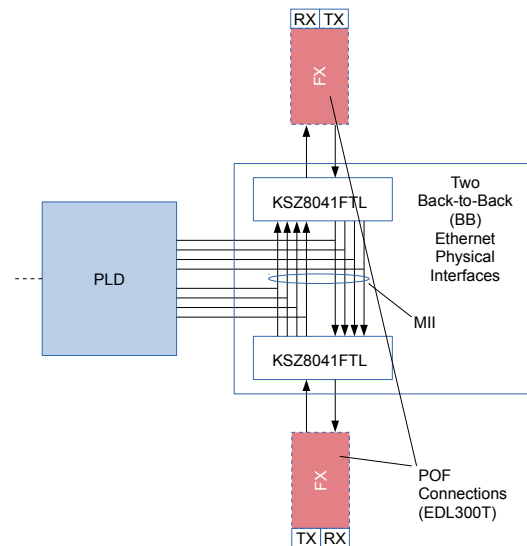 RX TX
FX
KSZ8041FTL
Two
Back-to-Back
(BB)
Ethernet
Physical
Interfaces
PLD
MII
KSZ8041FTL
FX
POF
Connections
(EDL300T)
TX RX